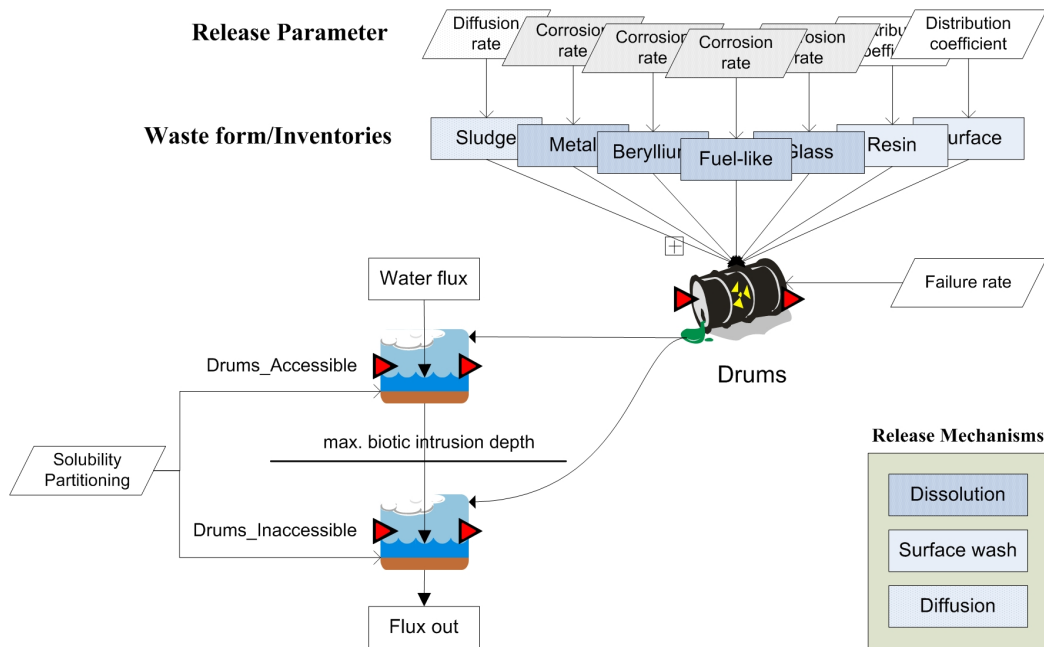 Release Parameter
Diffusion
rate
Corrosion
rate
Corrosion
rate
Corrosion
rate
rate
Distribution
coefficient
Waste form/Inventories
Sludge
Metal
Fuel-like
Resin
Water flux
Failure rate
Drums_Accessible
Drums
max. biotic intrusion depth
Solubility
Partitioning
Drums_Inaccessible
Flux out
Release Mechanisms
Dissolution
Surface wash
Diffusion